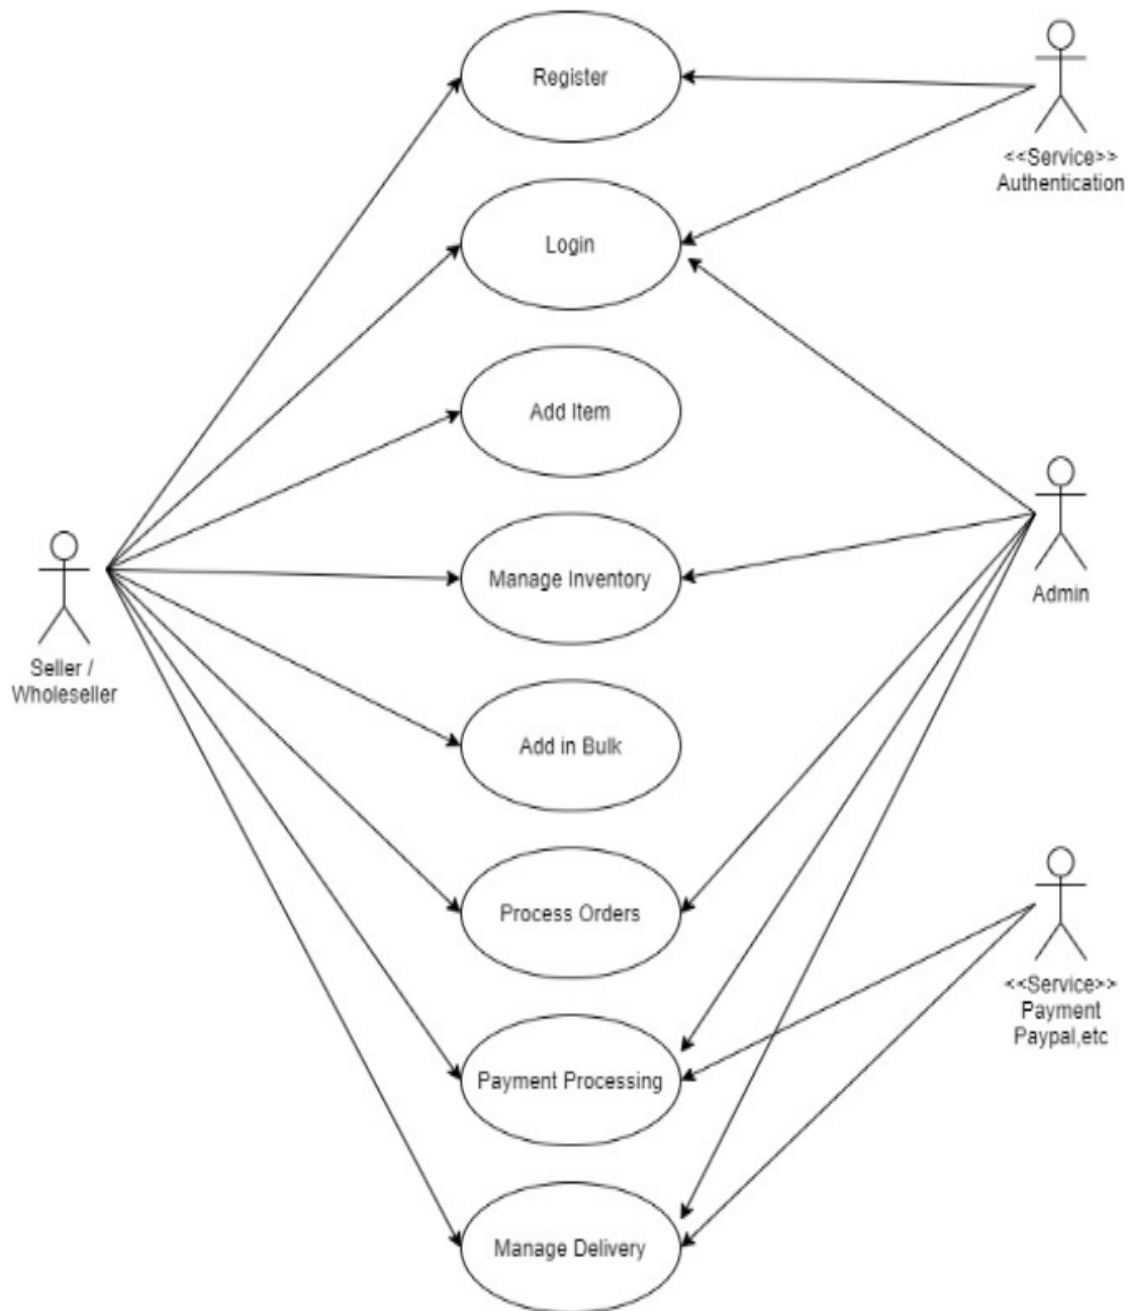 Register
<<Service>>
Authentication
Login
Add Item
Manage Inventory
Admin
Seller /
Wholeseller
Add in Bulk
Process Orders
<<Service>>
Payment
Paypal,etc
Payment Processing
Manage Delivery